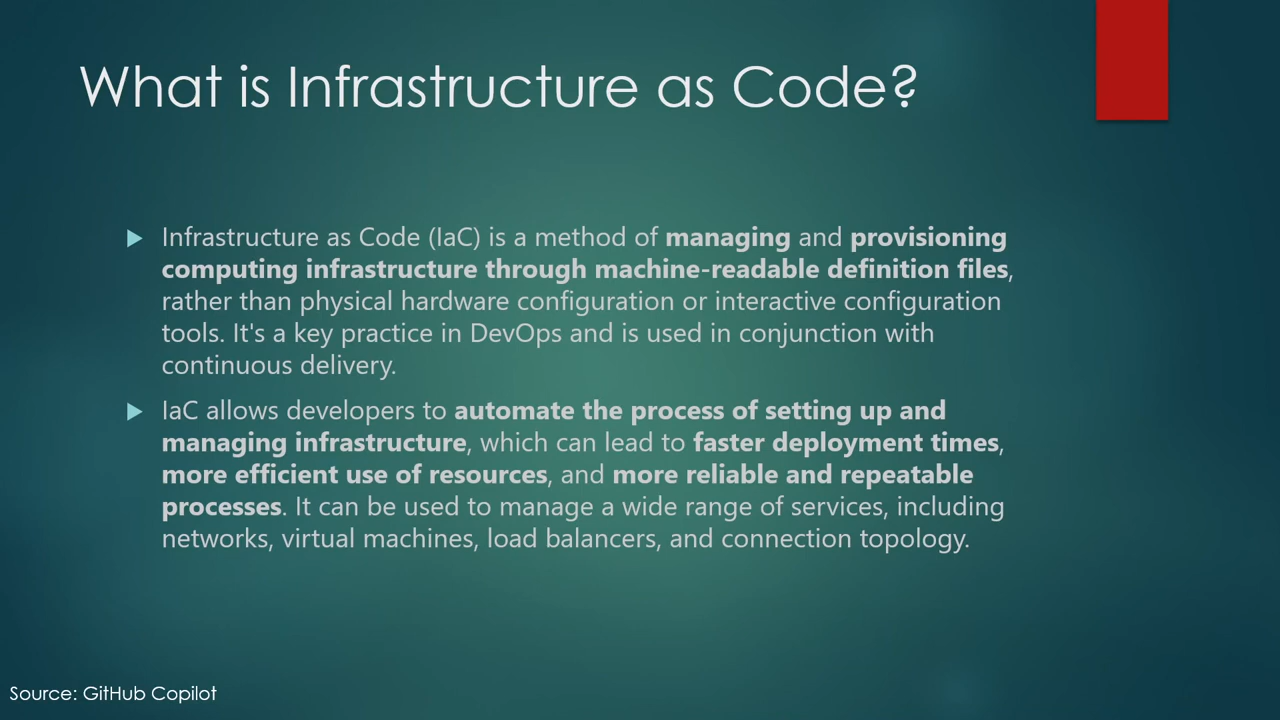 What is Infrastructure as Code?
Infrastructure as Code (IaC) is a method of managing and provisioning
computing infrastructure through machine-readable definition files,
rather than physical hardware configuration or interactive configuration
tools. It's a key practice in DevOps and is used in conjunction with
continuous delivery.
IaC allows developers to automate the process of setting up and
managing infrastructure, which can lead to faster deployment times,
more efficient use of resources, and more reliable and repeatable
processes. It can be used to manage a wide range of services, including
networks, virtual machines, load balancers, and connection topology.
Source: GitHub Copilot